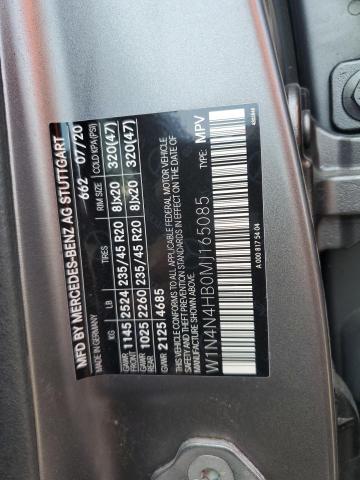 MFD BY MERCEDES-BENZ AG STUTTGART
MADE IN GERMANY 662 07/20
KG LB TIRES RIM SIZE COLD KPA (PSI)
GAWR FRONT 1145 2524 235/45 R20 8Jx20 320(47)
GAWR REAR 1025 2260 235/45 R20 8Jx20 320(47)
GVWR 2125 4685
THIS VEHICLE CONFORMS TO ALL APPLICABLE FEDERAL MOTOR VEHICLE
SAFETY AND THEFT PREVENTION STANDARDS IN EFFECT ON THE DATE OF
MANUFACTURE SHOWN ABOVE.
W1N4N4HB0MJ165085 TYPE: MPV
A 000 817 54 04